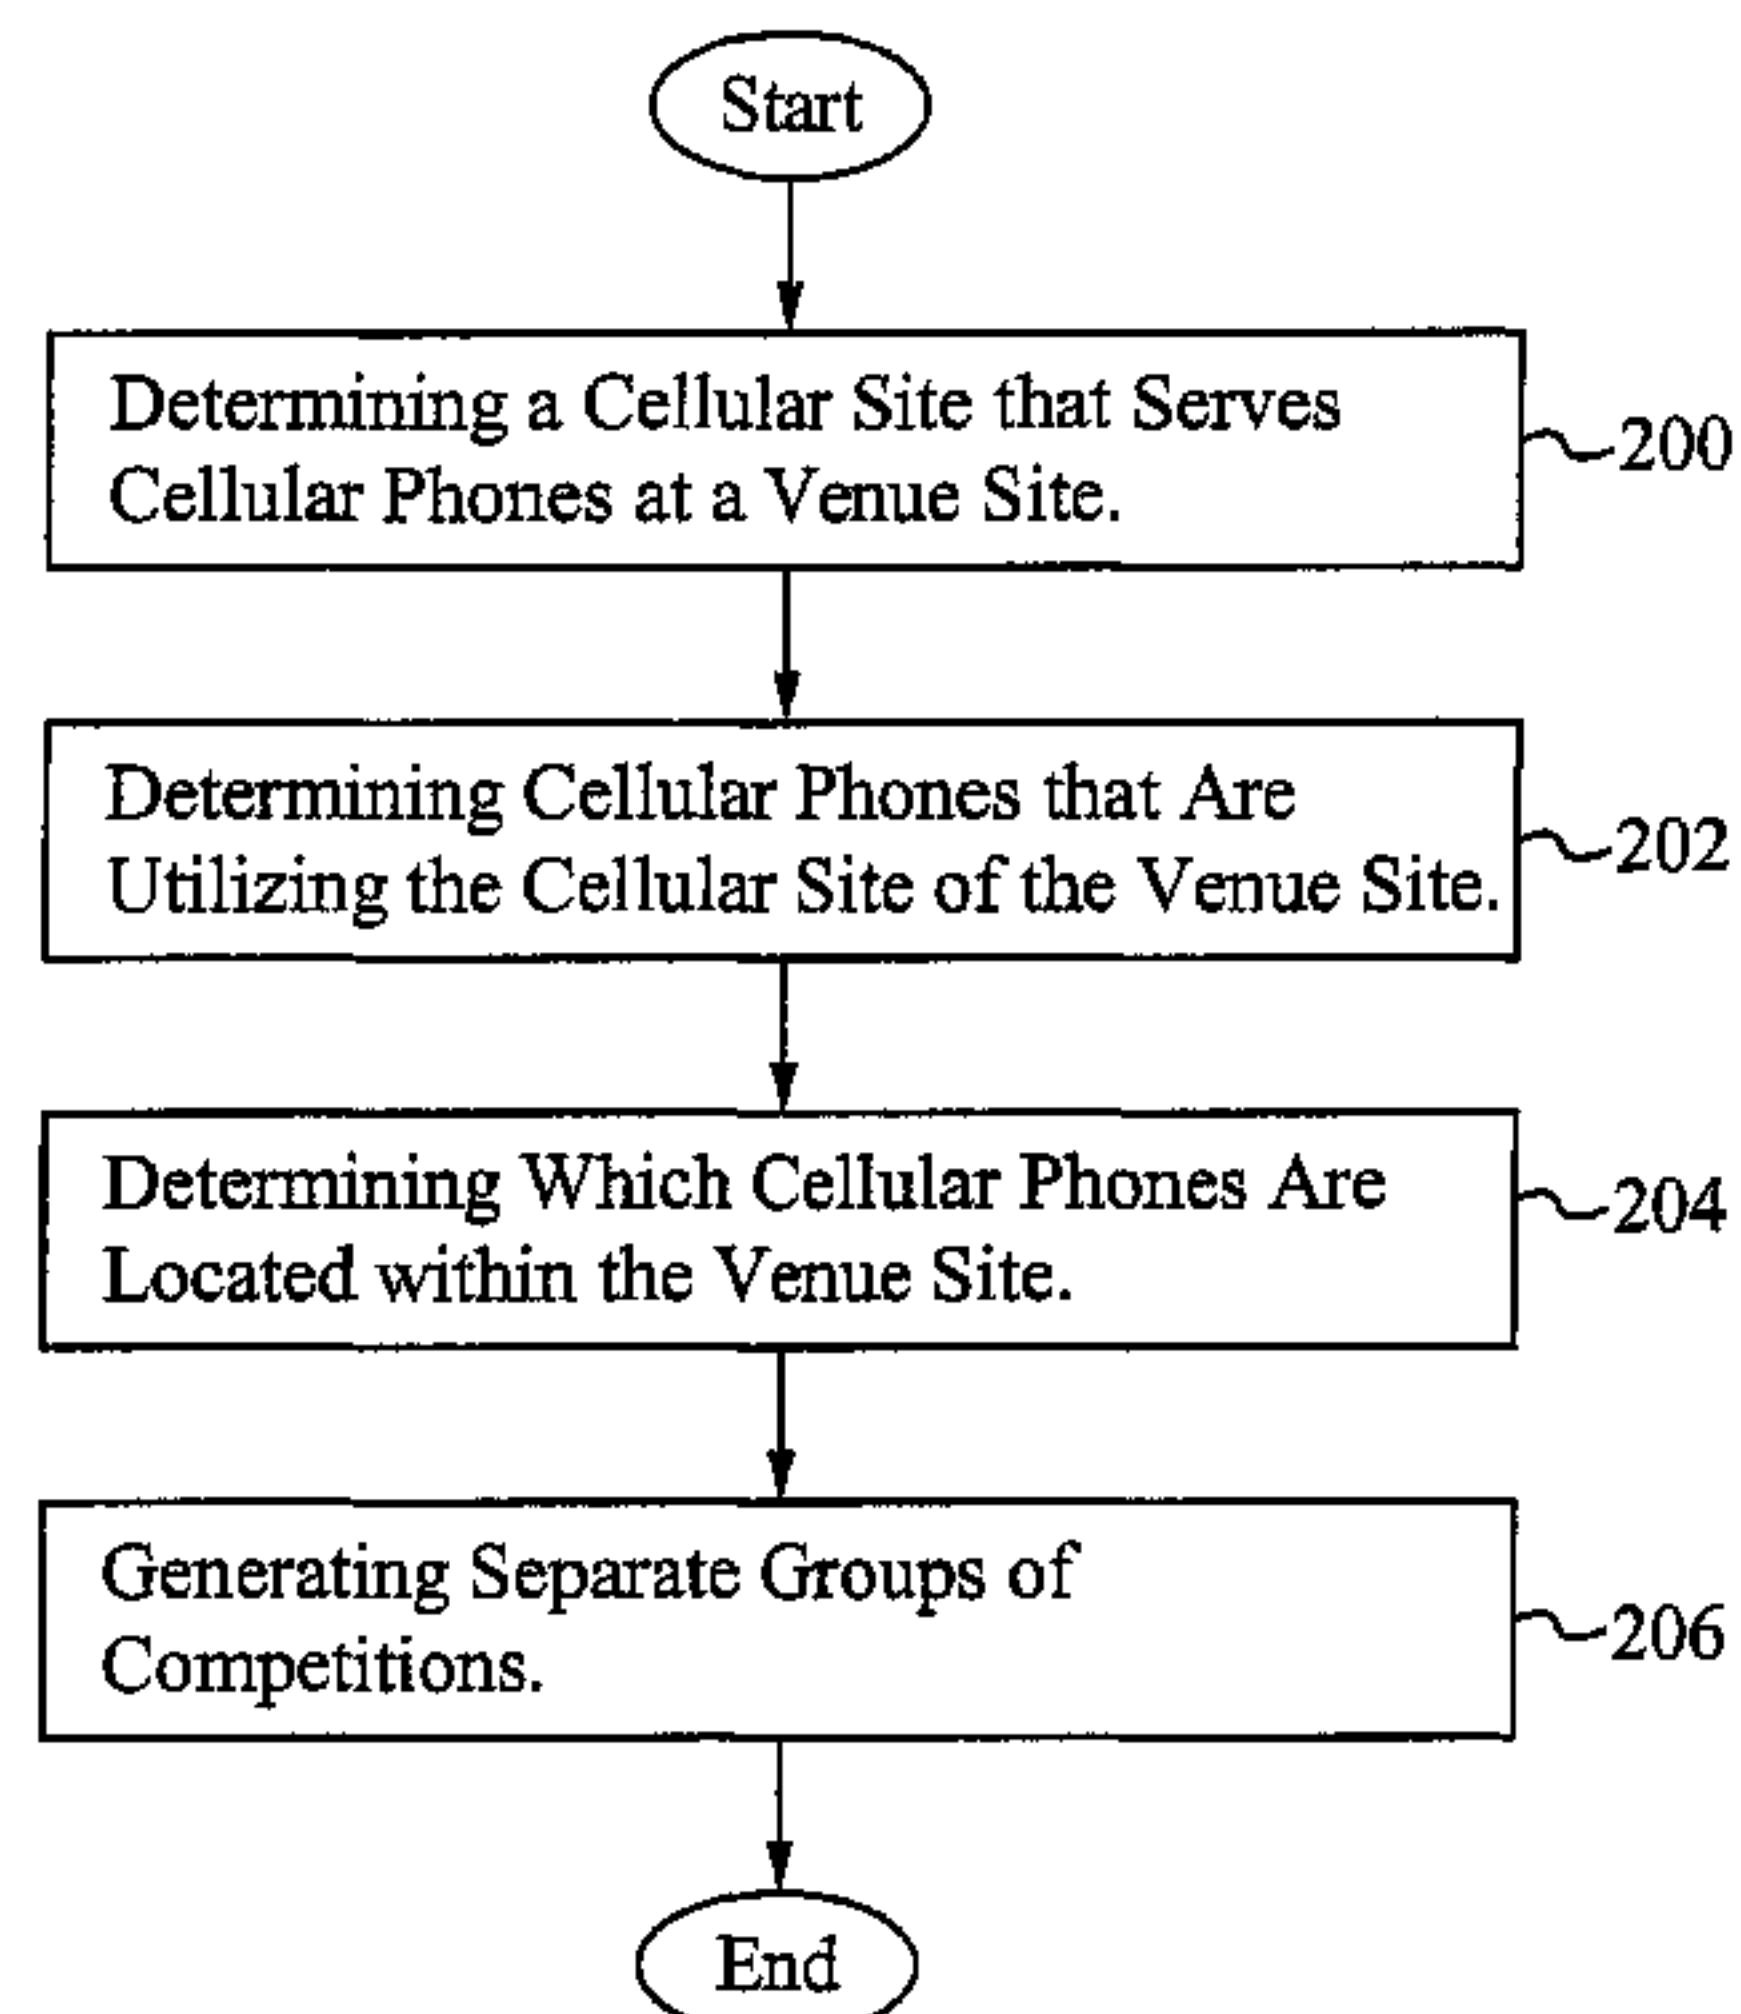 Start
Determining a Cellular Site that Serves
Cellular Phones at a Venue Site.
200
Determining Cellular Phones that Are
Utilizing the Cellular Site of the Venue Site.
202
Determining Which Cellular Phones Are
Located within the Venue Site.
204
Generating Separate Groups of
Competitions.
206
End